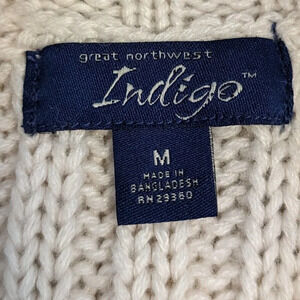 great northwest
Indigo™
M
MADE IN
BANGLADESH
RN 29360